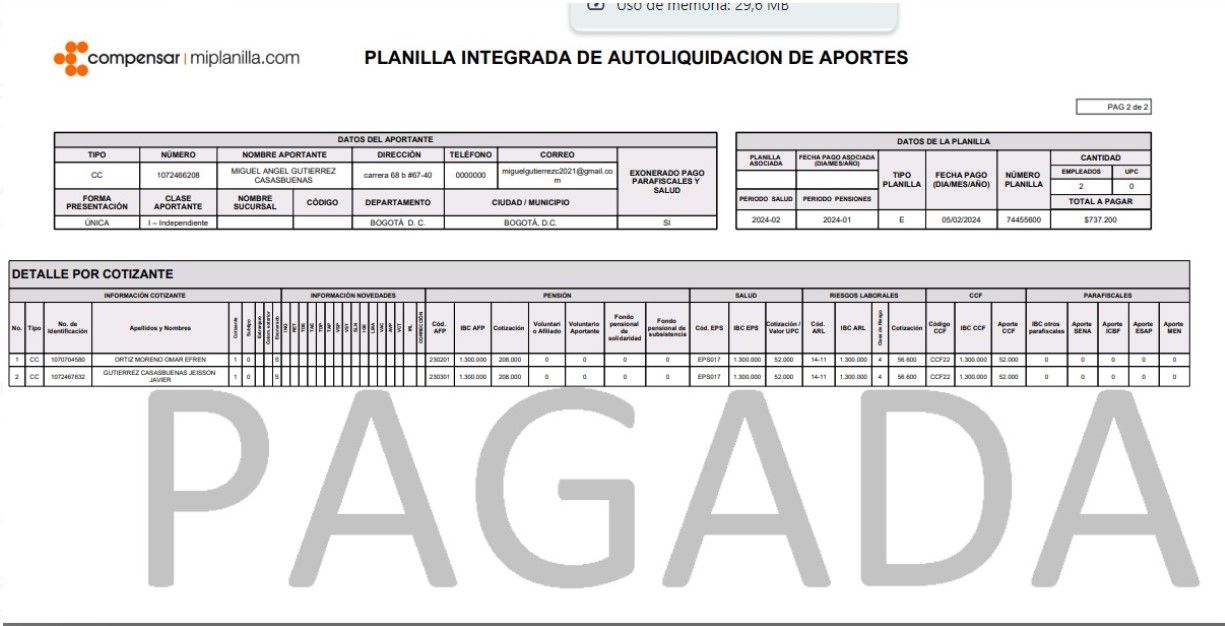 Uso de memoria: 29,6 MB
compensar | miplanilla.com
PLANILLA INTEGRADA DE AUTOLIQUIDACION DE APORTES
PAG 2 de 2
DATOS DEL APORTANTE
TIPO NÚMERO NOMBRE APORTANTE DIRECCIÓN TELÉFONO CORREO EXONERADO PAGO PARAFISCALES Y SALUD
CC 1072466208 MIGUEL ANGEL GUTIERREZ CASASBUENAS carrera 68 b #67-40 0000000 miguelgutierrezc2021@gmail.com
FORMA PRESENTACIÓN CLASE APORTANTE NOMBRE SUCURSAL CÓDIGO DEPARTAMENTO CIUDAD / MUNICIPIO
ÚNICA I – Independiente BOGOTÁ D. C. BOGOTÁ, D.C. SI
DATOS DE LA PLANILLA
PLANILLA ASOCIADA FECHA PAGO ASOCIADA (DIA/MES/AÑO) TIPO PLANILLA FECHA PAGO (DIA/MES/AÑO) NÚMERO PLANILLA CANTIDAD
EMPLEADOS UPC
2 0
PERIODO SALUD PERIODO PENSIONES TOTAL A PAGAR
2024-02 2024-01 E 05/02/2024 74455600 $737.200
DETALLE POR COTIZANTE
INFORMACIÓN COTIZANTE INFORMACIÓN NOVEDADES PENSIÓN SALUD RIESGOS LABORALES CCF PARAFISCALES
No. Tipo No. de Identificación Apellidos y Nombres Cotizante Subtipo Extranjero Exonerado ING RET TDE TAE TDP TAP VSP VST SLN IGE LMA VAC AVP VCT IRL CORRECCIÓN Cód. AFP IBC AFP Cotización Voluntario Afiliado Voluntario Aportante Fondo pensional de solidaridad Fondo pensional de subsistencia Cód. EPS IBC EPS Cotización / Valor UPC Cód. ARL IBC ARL Clase de Riesgo Cotización Código CCF IBC CCF Aporte CCF IBC otros parafiscales Aporte SENA Aporte ICBF Aporte ESAP Aporte MEN
1 CC 1070704580 ORTIZ MORENO OMAR EFREN 1 0 S 230201 1.300.000 208.000 0 0 0 0 EPS017 1.300.000 52.000 14-11 1.300.000 4 56.600 CCF22 1.300.000 52.000 0 0 0 0 0
2 CC 1072467632 GUTIERREZ CASASBUENAS JEISSON JAVIER 1 0 S 230301 1.300.000 208.000 0 0 0 0 EPS017 1.300.000 52.000 14-11 1.300.000 4 56.600 CCF22 1.300.000 52.000 0 0 0 0 0
PAGADA